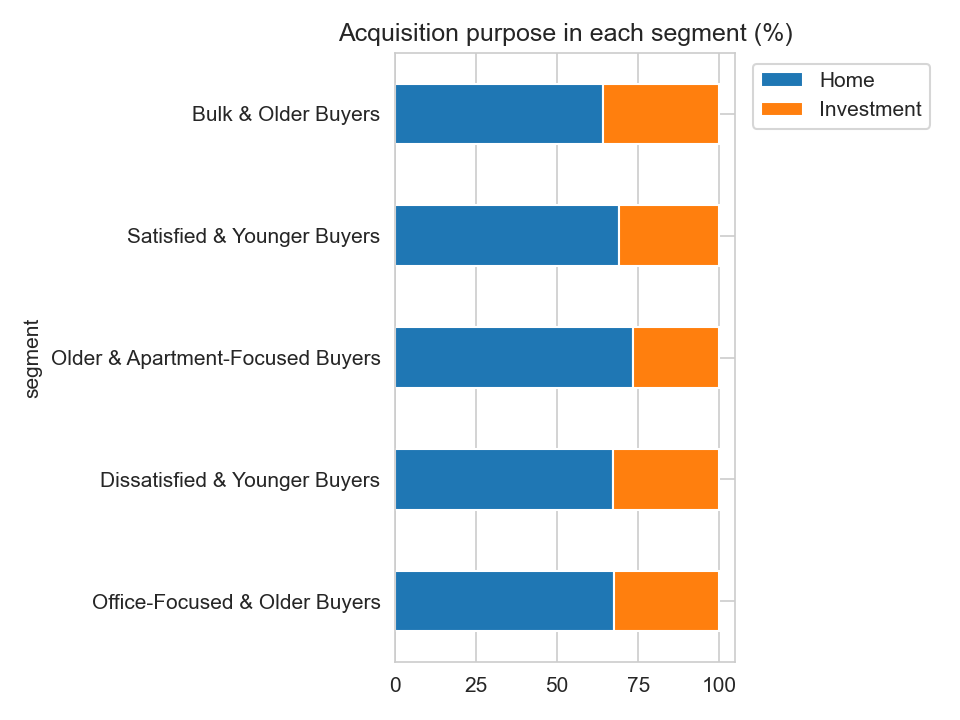 Acquisition purpose in each segment (%)
Home
Investment
Bulk & Older Buyers
Satisfied & Younger Buyers
Older & Apartment-Focused Buyers
Dissatisfied & Younger Buyers
Office-Focused & Older Buyers
segment
0 25 50 75 100